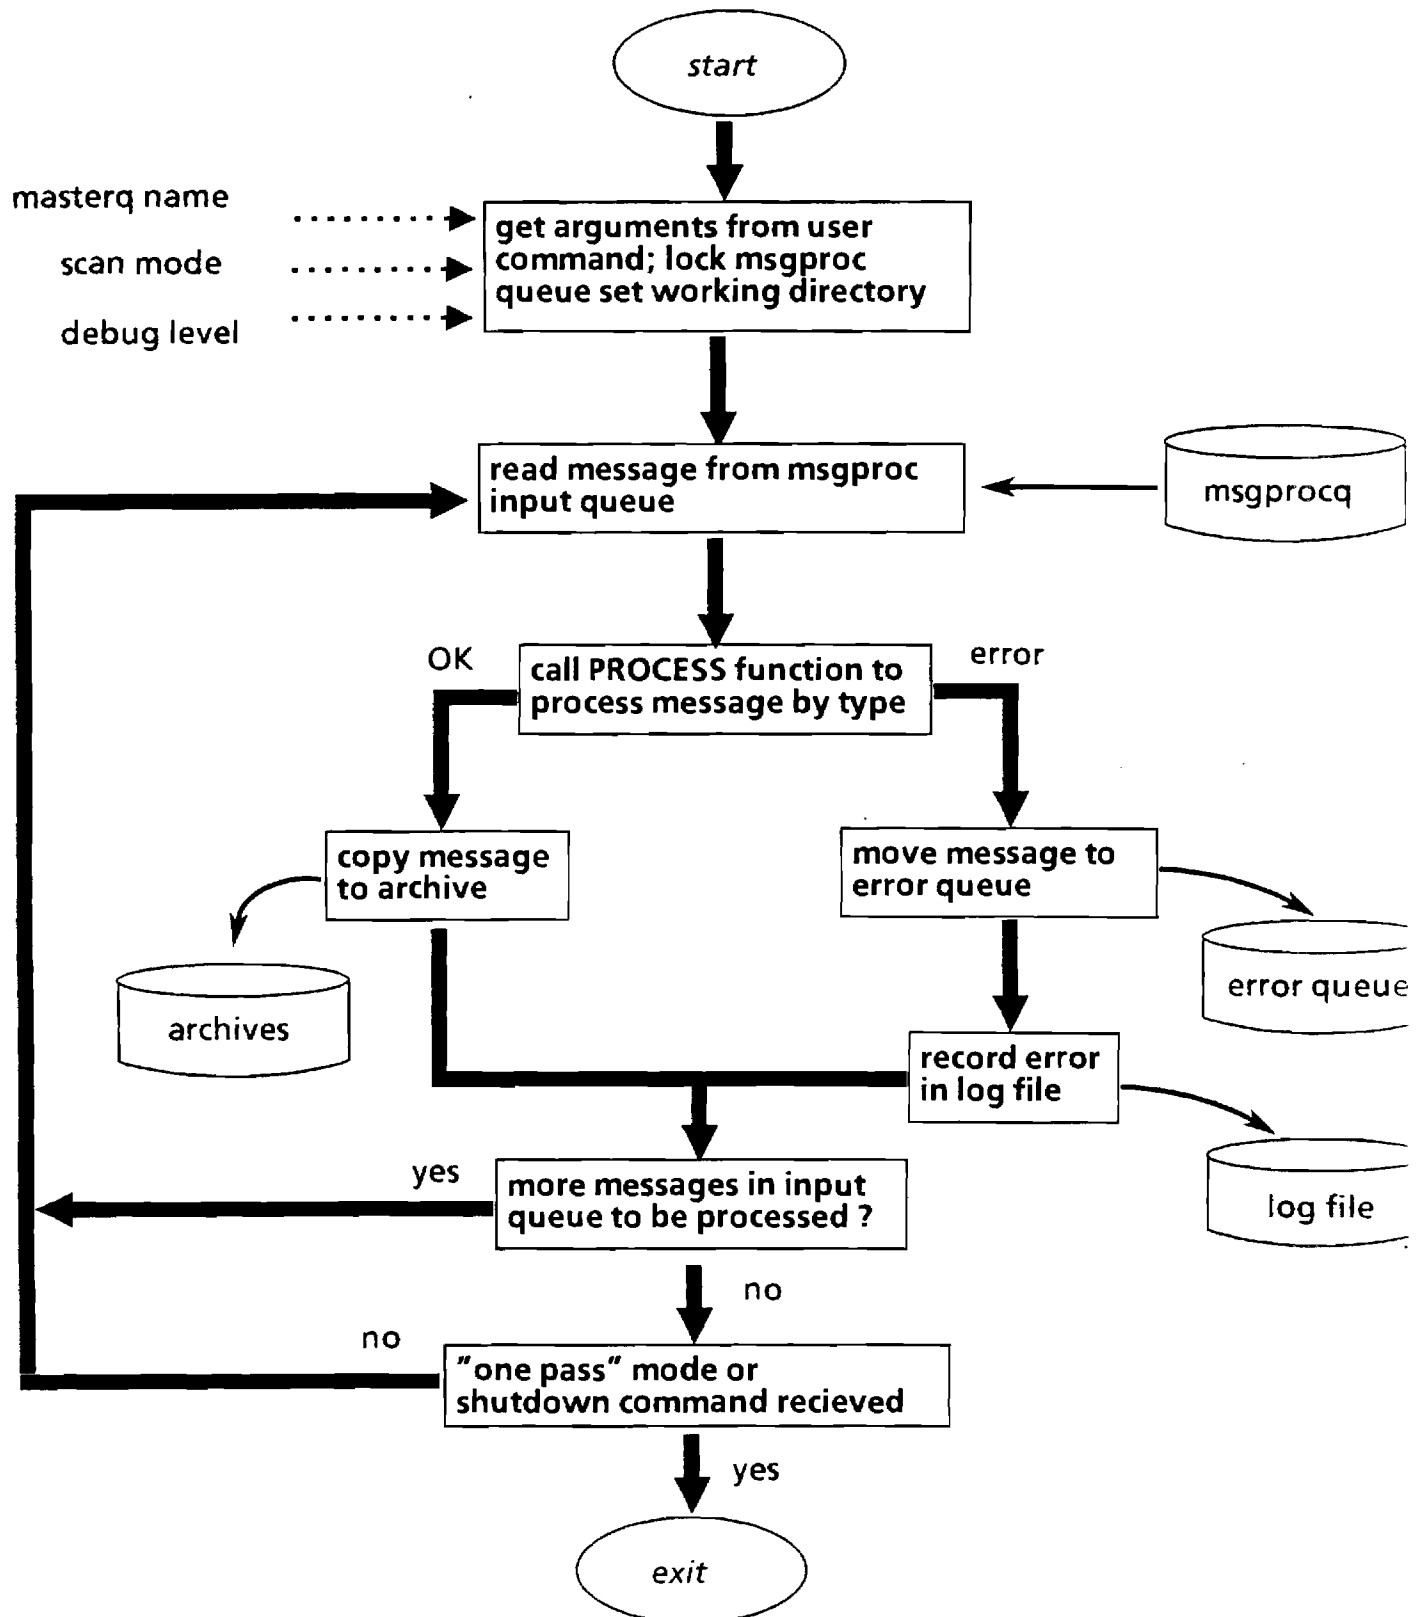 start
masterq name
scan mode
debug level
get arguments from user
command; lock msgproc
queue set working directory
read message from msgproc
input queue
msgprocq
OK
call PROCESS function to
process message by type
error
copy message
to archive
move message to
error queue
archives
error queue
record error
in log file
log file
yes
more messages in input
queue to be processed ?
no
no
"one pass" mode or
shutdown command recieved
yes
exit